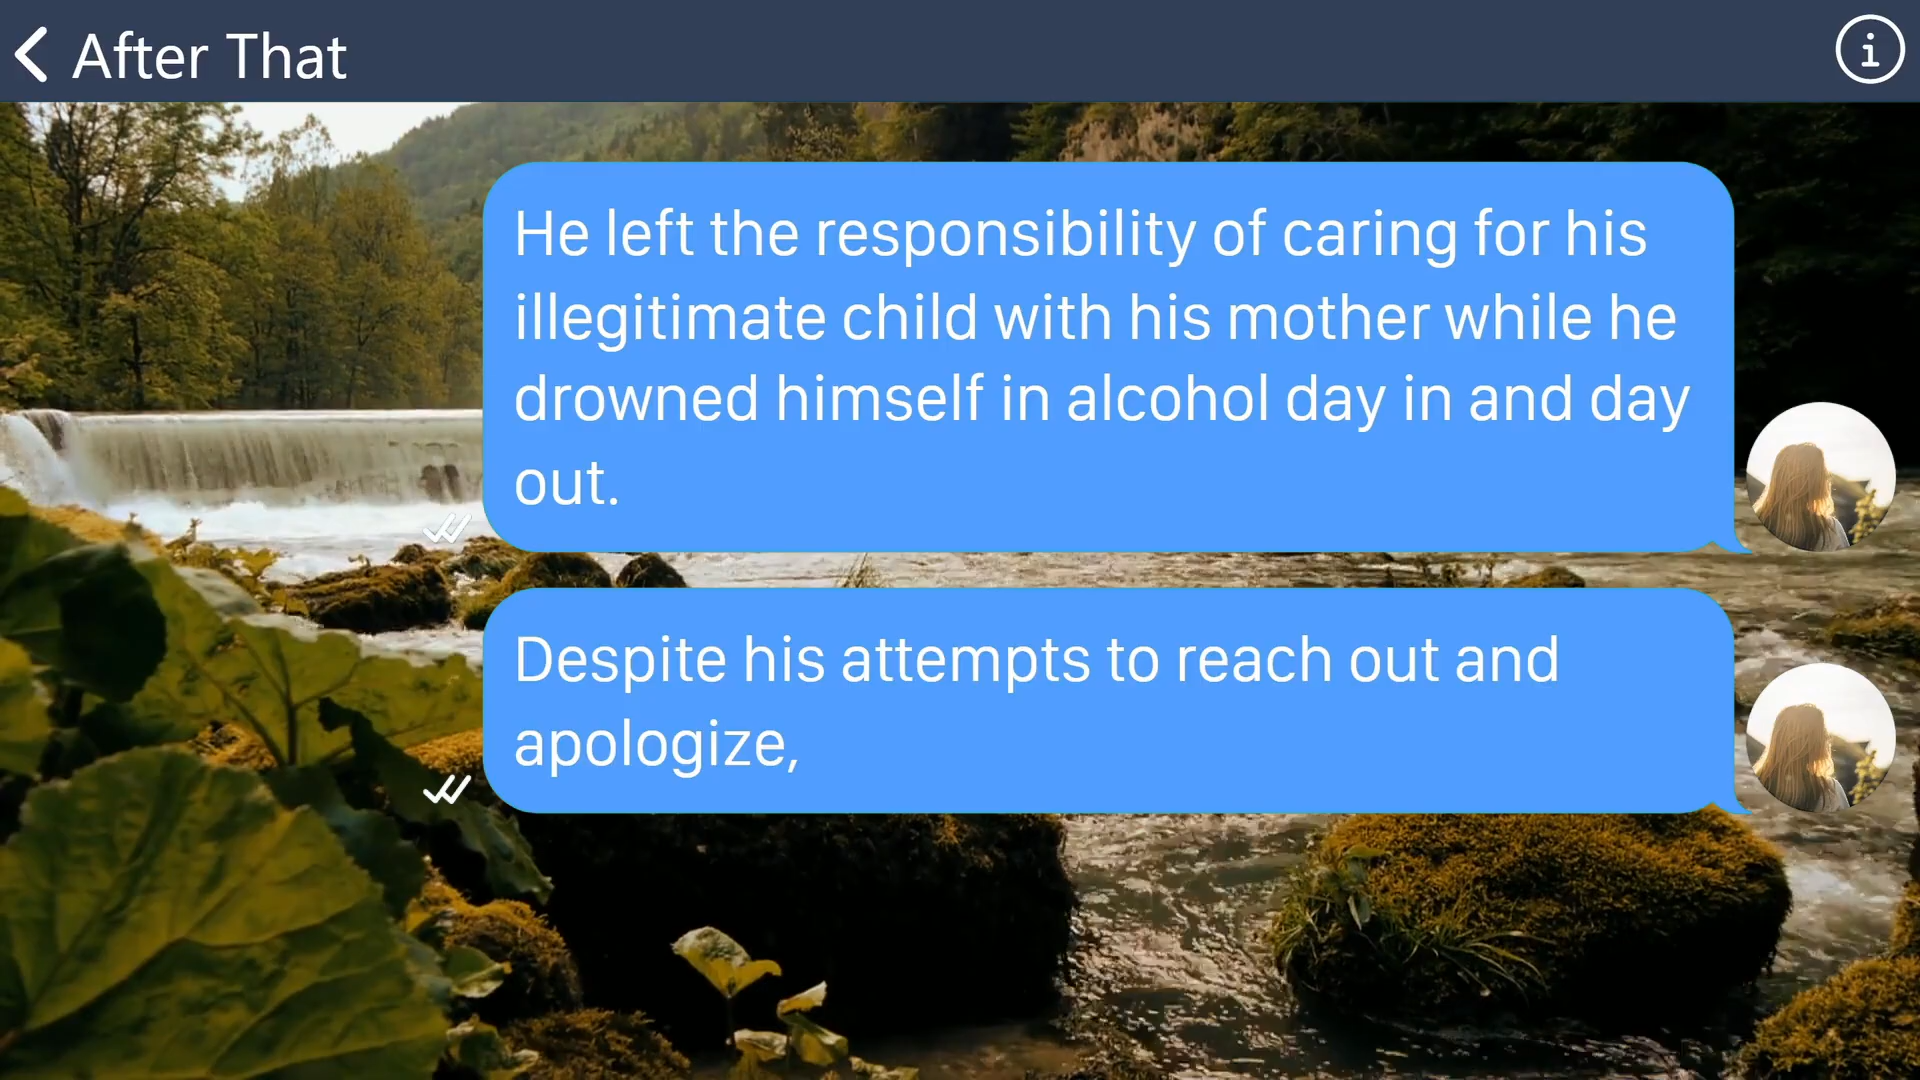 After That
He left the responsibility of caring for his
illegitimate child with his mother while he
drowned himself in alcohol day in and day
out.
Despite his attempts to reach out and
apologize,